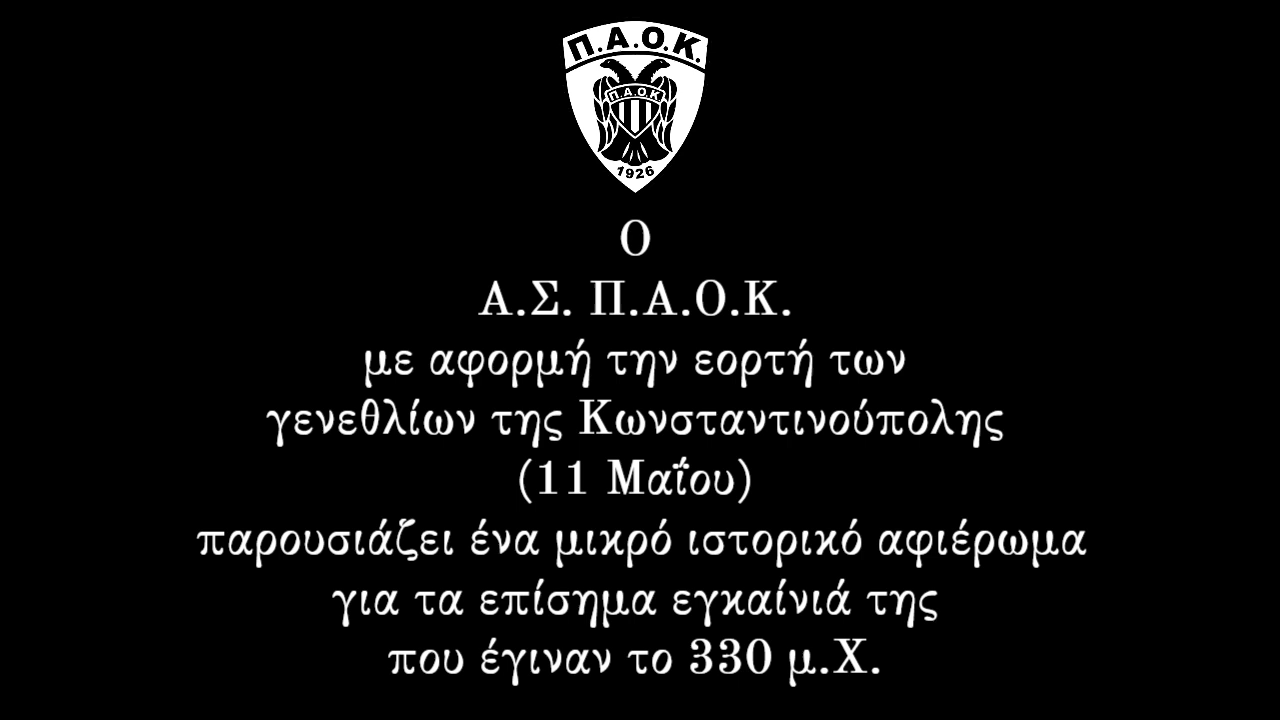 Π.Α.Ο.Κ.
Π.Α.Ο.Κ
1926
Ο
Α.Σ. Π.Α.Ο.Κ.
με αφορμή την εορτή των
γενεθλίων της Κωνσταντινούπολης
(11 Μαΐου)
παρουσιάζει ένα μικρό ιστορικό αφιέρωμα
για τα επίσημα εγκαίνιά της
που έγιναν το 330 μ.Χ.